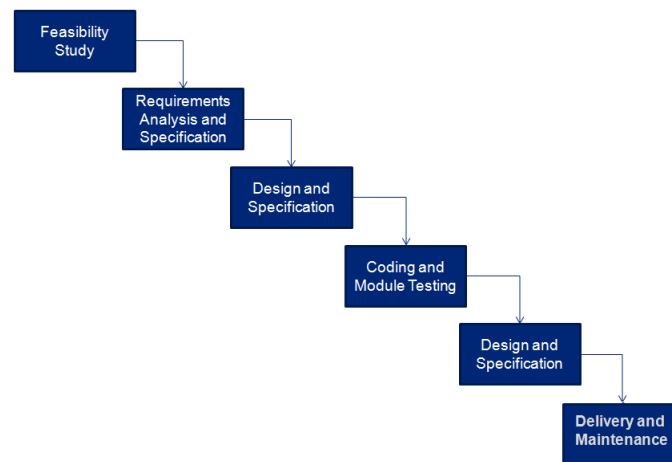 Feasibility
Study
Requirements
Analysis and
Specification
Design and
Specification
Coding and
Module Testing
Design and
Specification
Delivery and
Maintenance